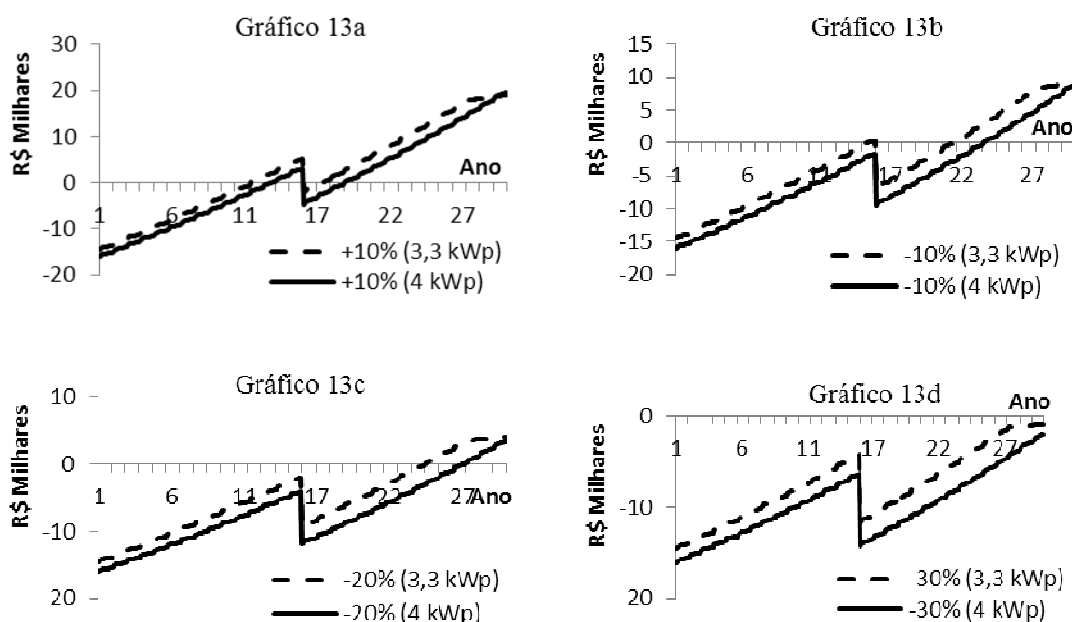 Gráfico 13a
R$ Milhares
30
20
10
0
-10
-20
1
6
11
17
22
27
Ano
+10% (3,3 kWp)
+10% (4 kWp)
Gráfico 13b
R$ Milhares
15
10
5
0
-5
-10
-15
-20
1
6
11
17
22
27
Ano
-10% (3,3 kWp)
-10% (4 kWp)
Gráfico 13c
R$ Milhares
10
0
-10
20
1
6
11
17
22
27
Ano
-20% (3,3 kWp)
-20% (4 kWp)
Gráfico 13d
R$ Milhares
0
-10
20
1
6
11
17
22
27
Ano
30% (3,3 kWp)
-30% (4 kWp)